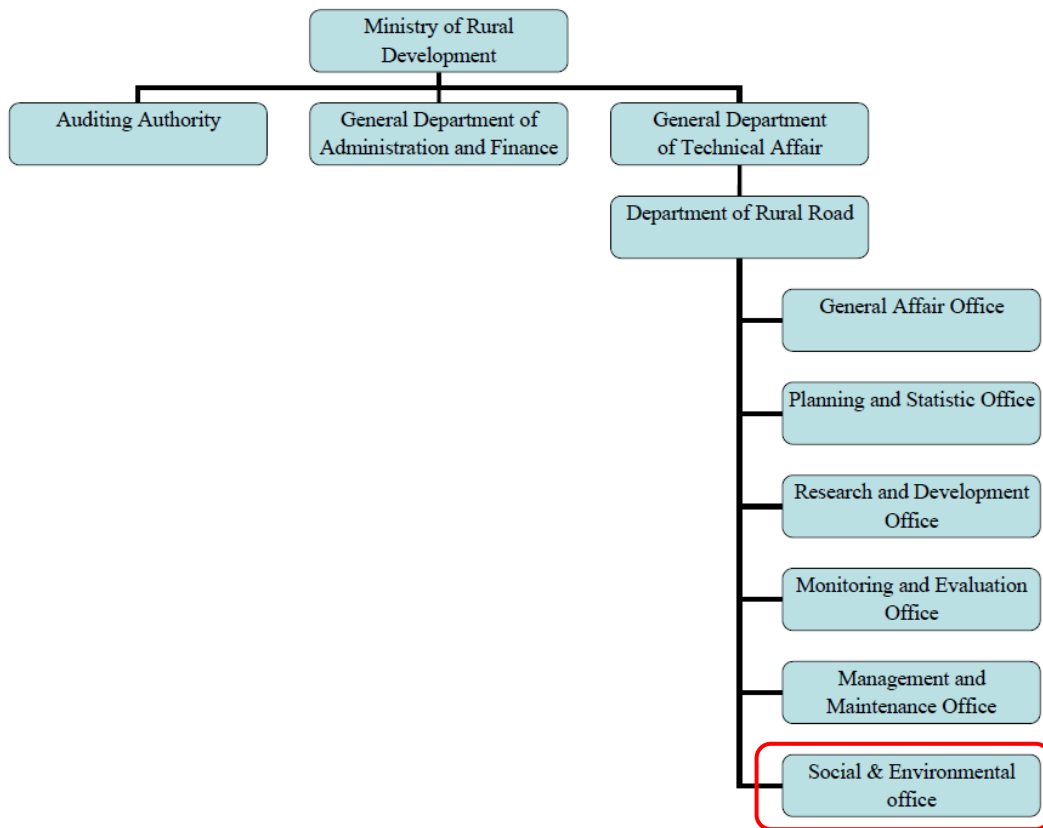 Ministry of Rural
Development
Auditing Authority
General Department of
Administration and Finance
General Department
of Technical Affair
Department of Rural Road
General Affair Office
Planning and Statistic Office
Research and Development
Office
Monitoring and Evaluation
Office
Management and
Maintenance Office
Social & Environmental
office